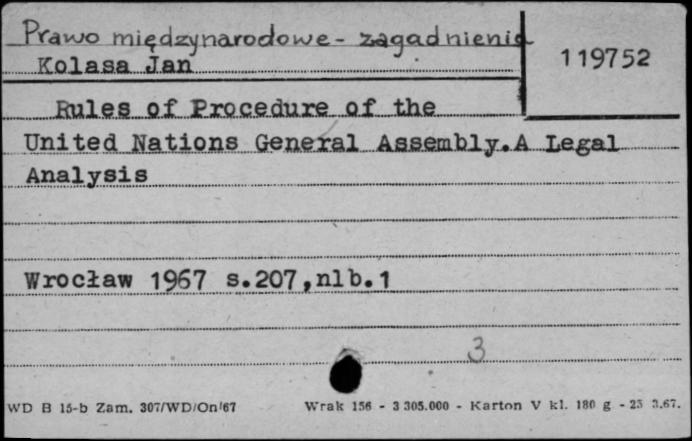 Prawo międzynarodowe - zagadnienia
119752
Kolasa Jan
Rules of Procedure of the
United Nations General Assembly.A Legal
Analysis
Wrocław 1967 s.207,nlb.1
3
WD B 15-b Zam. 307/WD/On/67 Wrak 156 - 3 305.000 - Karton V kl. 180 g - 23 3.67.